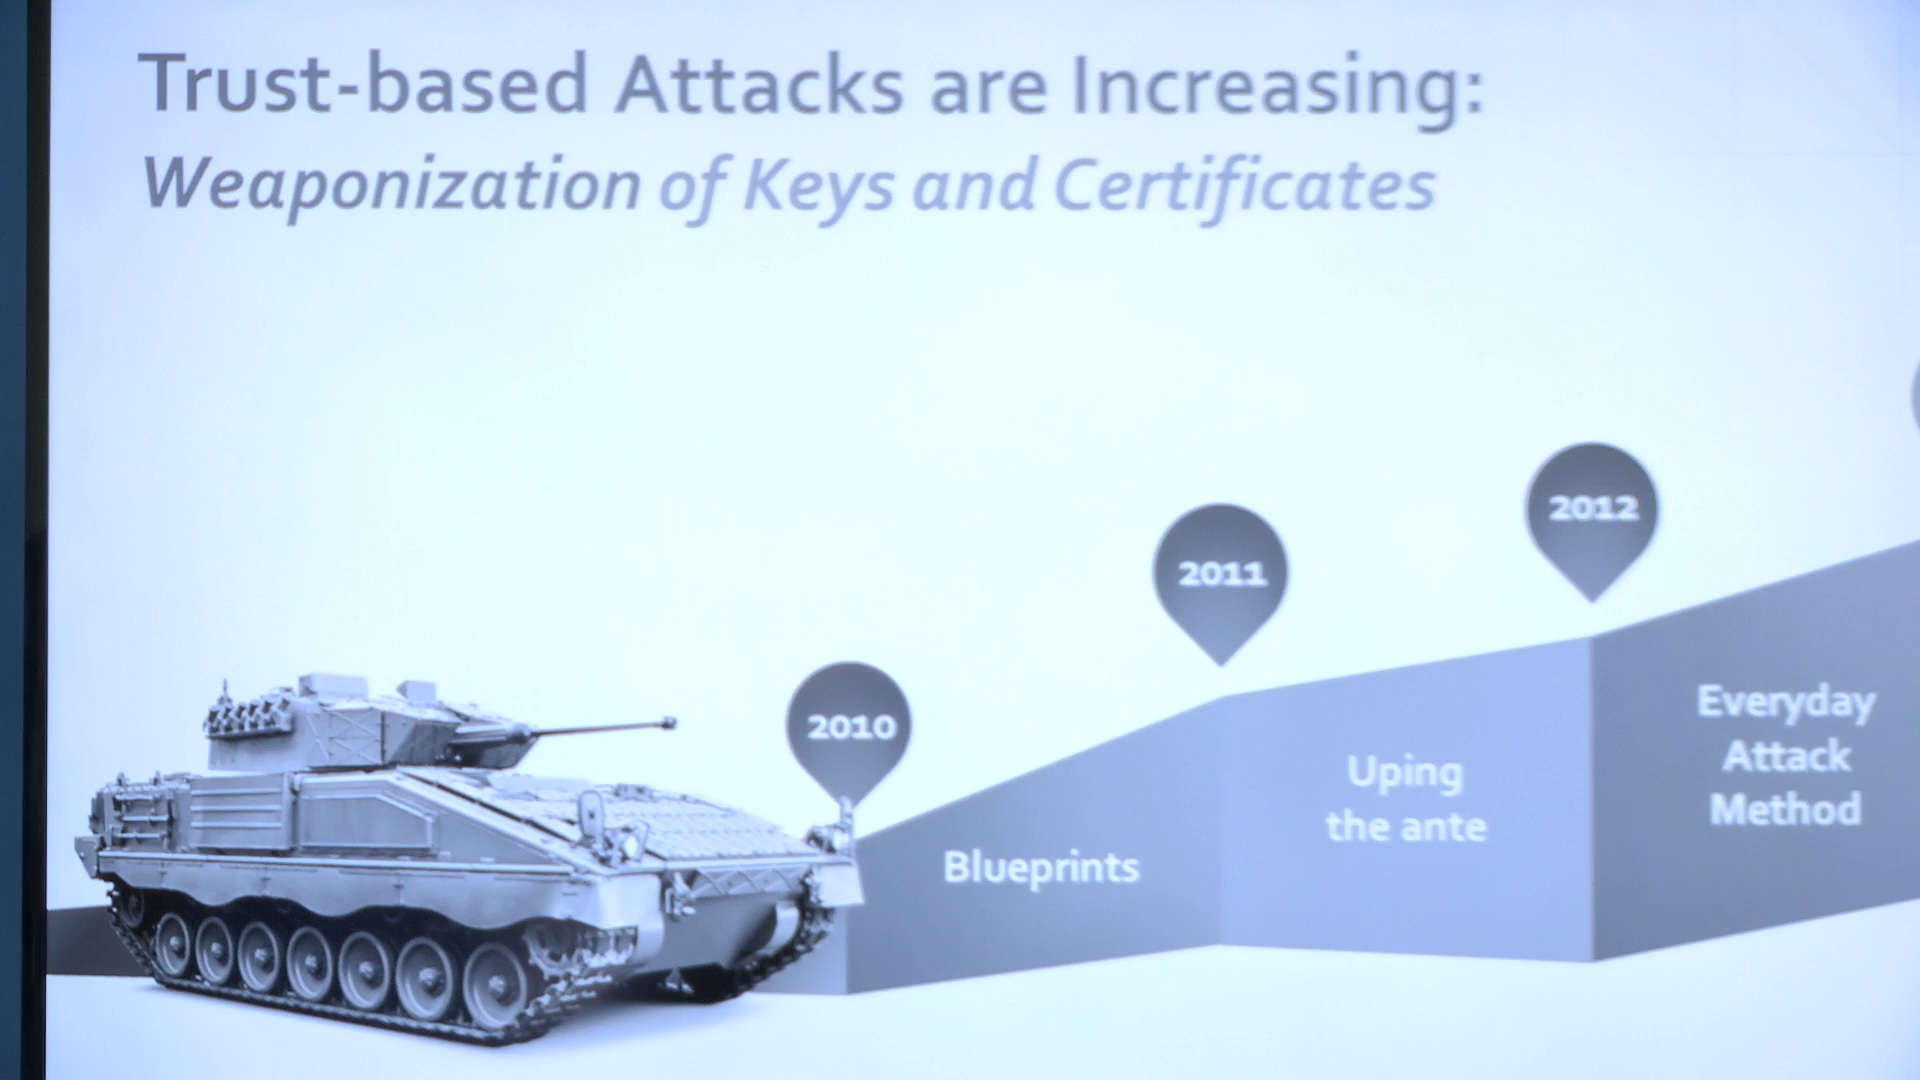 Trust-based Attacks are Increasing:
Weaponization of Keys and Certificates
2010
2011
2012
Blueprints
Uping
the ante
Everyday
Attack
Method